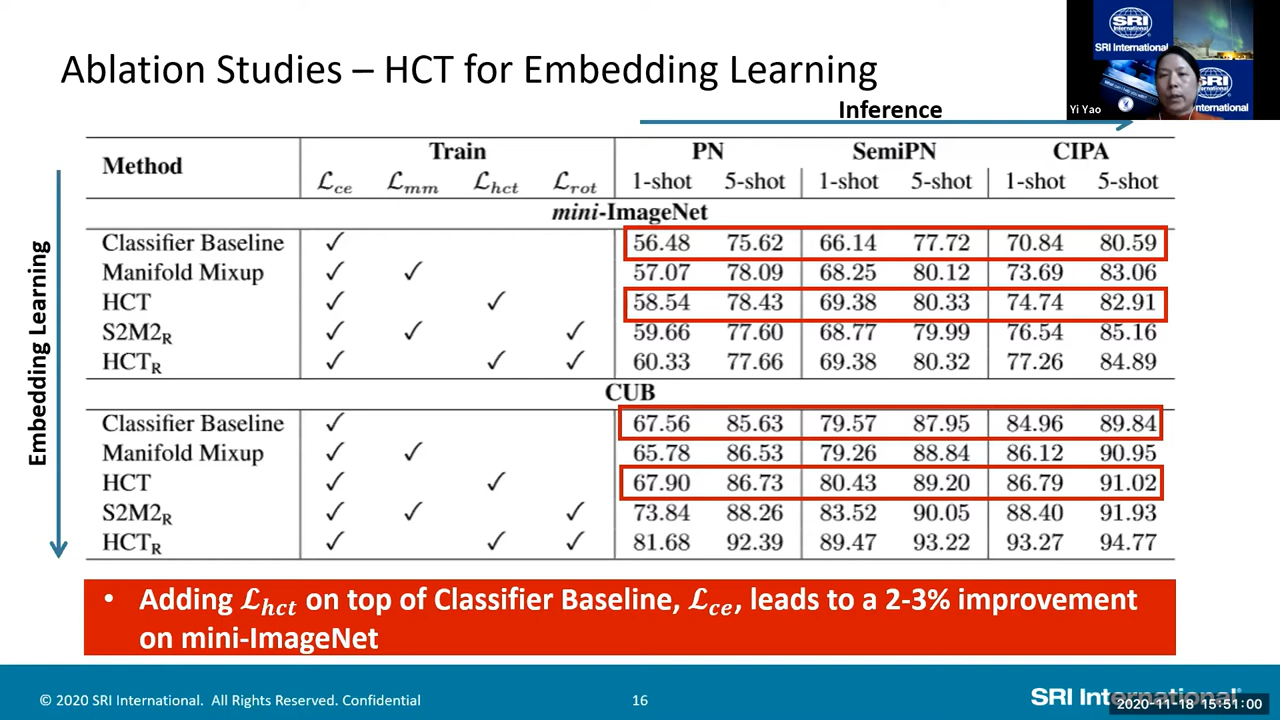 Ablation Studies – HCT for Embedding Learning
SRI International
SRI
International
Yi Yao
Inference
Embedding Learning
Method Train PN SemiPN CIPA
ℒce ℒmm ℒhct ℒrot 1-shot 5-shot 1-shot 5-shot 1-shot 5-shot
mini-ImageNet
Classifier Baseline ✓ 56.48 75.62 66.14 77.72 70.84 80.59
Manifold Mixup ✓ ✓ 57.07 78.09 68.25 80.12 73.69 83.06
HCT ✓ ✓ 58.54 78.43 69.38 80.33 74.74 82.91
S2M2R ✓ ✓ ✓ 59.66 77.60 68.77 79.99 76.54 85.16
HCTR ✓ ✓ ✓ 60.33 77.66 69.38 80.32 77.26 84.89
CUB
Classifier Baseline ✓ 67.56 85.63 79.57 87.95 84.96 89.84
Manifold Mixup ✓ ✓ 65.78 86.53 79.26 88.84 86.12 90.95
HCT ✓ ✓ 67.90 86.73 80.43 89.20 86.79 91.02
S2M2R ✓ ✓ ✓ 73.84 88.26 83.52 90.05 88.40 91.93
HCTR ✓ ✓ ✓ 81.68 92.39 89.47 93.22 93.27 94.77
• Adding ℒhct on top of Classifier Baseline, ℒce, leads to a 2-3% improvement
on mini-ImageNet
© 2020 SRI International. All Rights Reserved. Confidential
16
SRI International®
2020-11-18 15:51:00